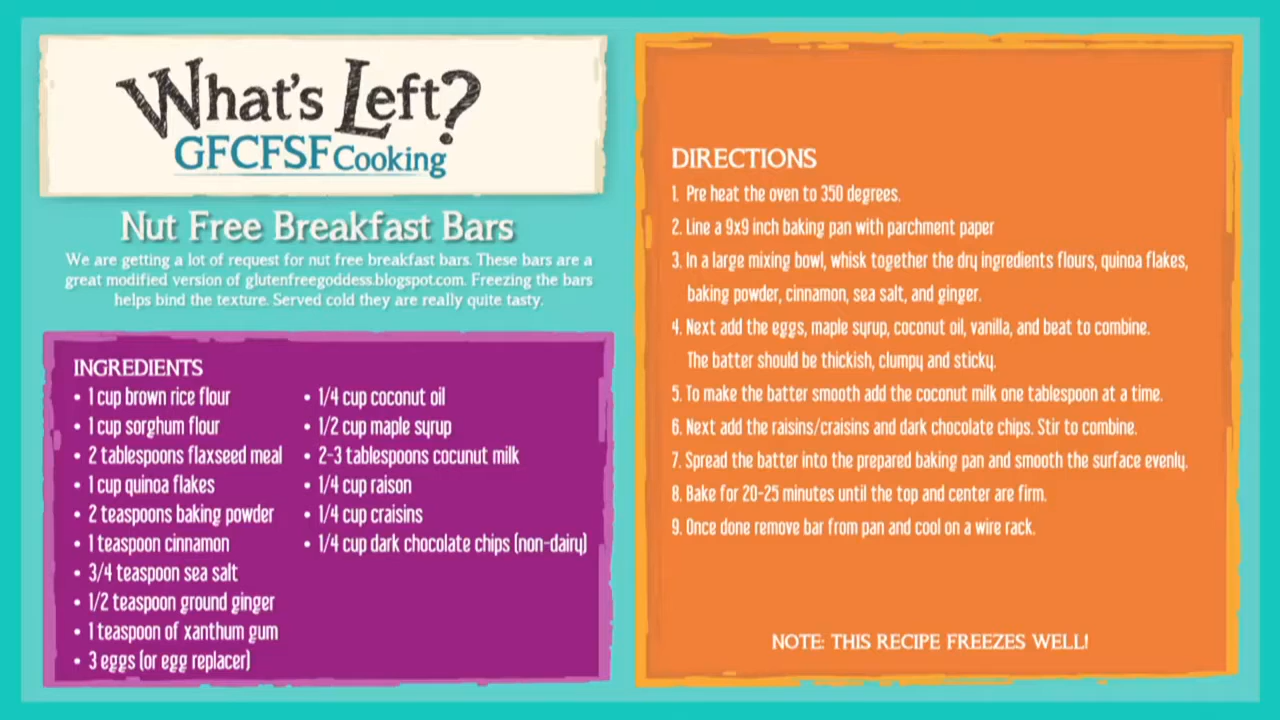 What's Left?
GFCFSF Cooking
Nut Free Breakfast Bars
We are getting a lot of request for nut free breakfast bars. These bars are a
great modified version of glutenfreegoddess.blogspot.com. Freezing the bars
helps bind the texture. Served cold they are really quite tasty.
INGREDIENTS
• 1 cup brown rice flour
• 1 cup sorghum flour
• 2 tablespoons flaxseed meal
• 1 cup quinoa flakes
• 2 teaspoons baking powder
• 1 teaspoon cinnamon
• 3/4 teaspoon sea salt
• 1/2 teaspoon ground ginger
• 1 teaspoon of xanthum gum
• 3 eggs (or egg replacer)
• 1/4 cup coconut oil
• 1/2 cup maple syrup
• 2-3 tablespoons cocunut milk
• 1/4 cup raison
• 1/4 cup craisins
• 1/4 cup dark chocolate chips (non-dairy)
DIRECTIONS
1. Pre heat the oven to 350 degrees.
2. Line a 9x9 inch baking pan with parchment paper
3. In a large mixing bowl, whisk together the dry ingredients flours, quinoa flakes,
baking powder, cinnamon, sea salt, and ginger.
4. Next add the eggs, maple syrup, coconut oil, vanilla, and beat to combine.
The batter should be thickish, clumpy and sticky.
5. To make the batter smooth add the coconut milk one tablespoon at a time.
6. Next add the raisins/craisins and dark chocolate chips. Stir to combine.
7. Spread the batter into the prepared baking pan and smooth the surface evenly.
8. Bake for 20-25 minutes until the top and center are firm.
9. Once done remove bar from pan and cool on a wire rack.
NOTE: THIS RECIPE FREEZES WELL!